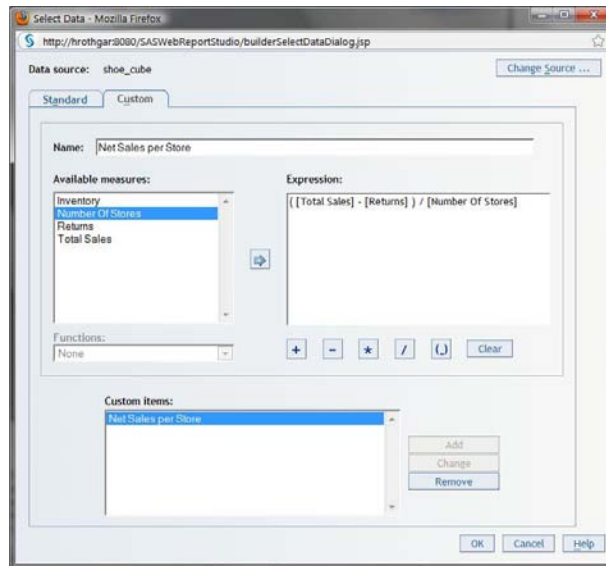 Select Data - Mozilla Firefox
http://hrothgar:8080/SASWebReportStudio/builderSelectDataDialog.jsp
Data source: shoe_cube
Change Source ...
Standard
Custom
Name: Net Sales per Store
Available measures:
Expression:
Inventory
Number Of Stores
Returns
Total Sales
( [Total Sales] - [Returns] ) / [Number Of Stores]
Functions:
None
+ - * / (,) Clear
Custom items:
Net Sales per Store
Add
Change
Remove
OK Cancel Help